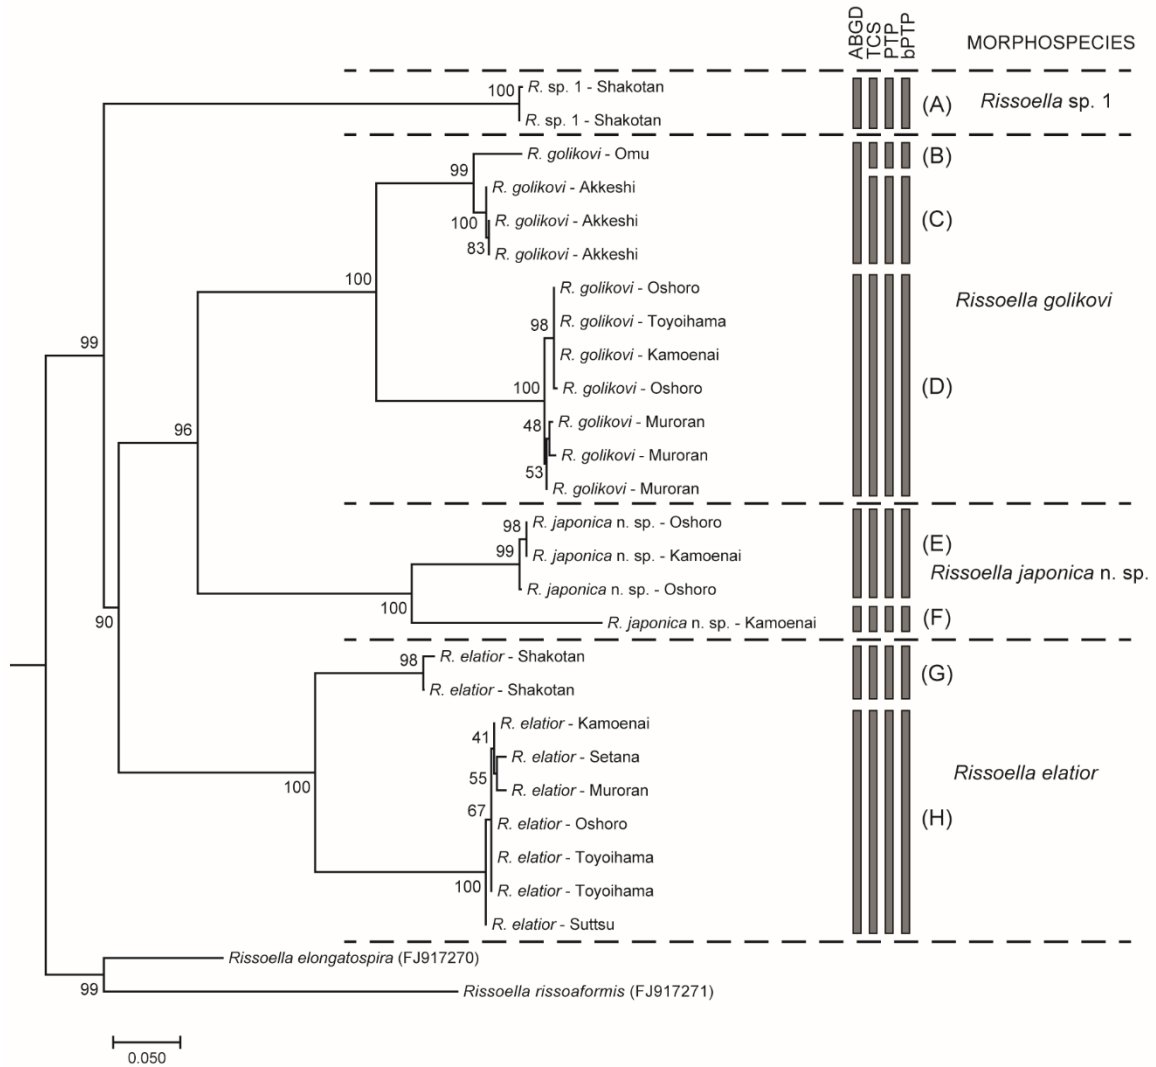 ABGD
TCS
PTP
bPTP
MORPHOSPECIES
100
R. sp. 1 - Shakotan
R. sp. 1 - Shakotan
(A)
Rissoella sp. 1
R. golikovi - Omu
(B)
99
R. golikovi - Akkeshi
100
R. golikovi - Akkeshi
(C)
83
R. golikovi - Akkeshi
100
R. golikovi - Oshoro
Rissoella golikovi
98
R. golikovi - Toyoihama
99
R. golikovi - Kamoenai
100
R. golikovi - Oshoro
(D)
48
R. golikovi - Muroran
96
R. golikovi - Muroran
53
R. golikovi - Muroran
98
R. japonica n. sp. - Oshoro
(E)
99
R. japonica n. sp. - Kamoenai
Rissoella japonica n. sp.
R. japonica n. sp. - Oshoro
100
90
R. japonica n. sp. - Kamoenai
(F)
98
R. elatior - Shakotan
(G)
R. elatior - Shakotan
R. elatior - Kamoenai
41
R. elatior - Setana
Rissoella elatior
55
100
R. elatior - Muroran
67
R. elatior - Oshoro
(H)
R. elatior - Toyoihama
100
R. elatior - Toyoihama
R. elatior - Suttsu
Rissoella elongatospira (FJ917270)
99
Rissoella rissoaformis (FJ917271)
0.050